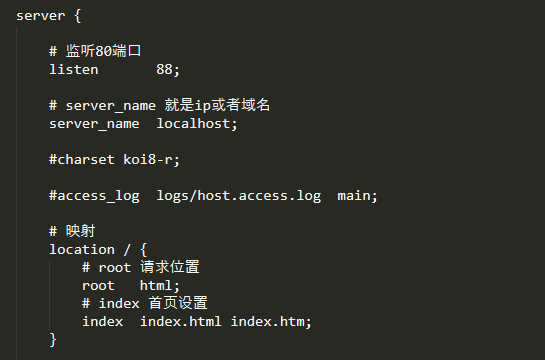 server {
# 监听80端口
listen       88;
# server_name 就是ip或者域名
server_name  localhost;
#charset koi8-r;
#access_log  logs/host.access.log  main;
# 映射
location / {
# root 请求位置
root   html;
# index 首页设置
index  index.html index.htm;
}